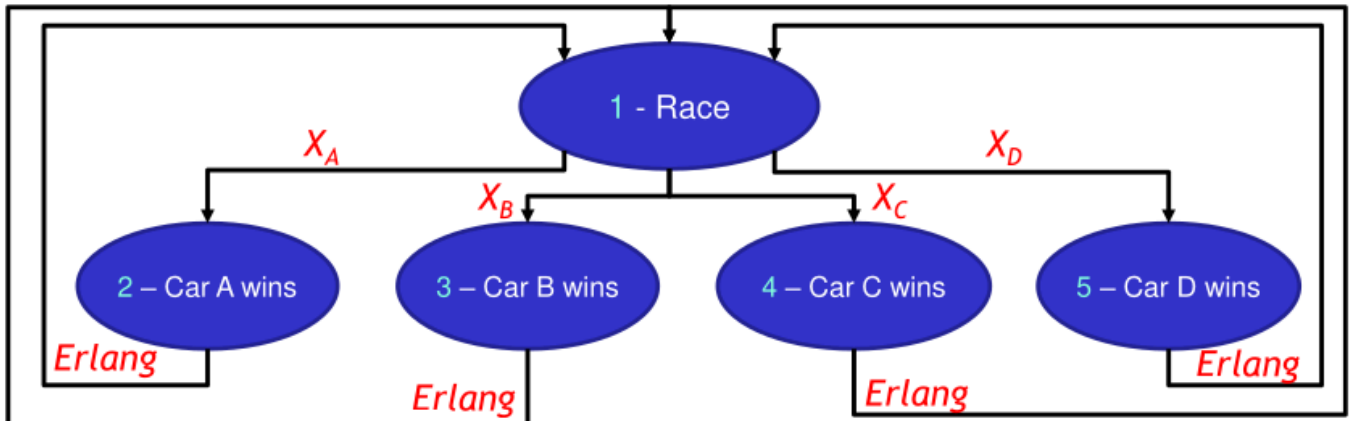 1 - Race
X_A
X_D
X_B
X_C
2 – Car A wins
3 – Car B wins
4 – Car C wins
5 – Car D wins
Erlang
Erlang
Erlang
Erlang